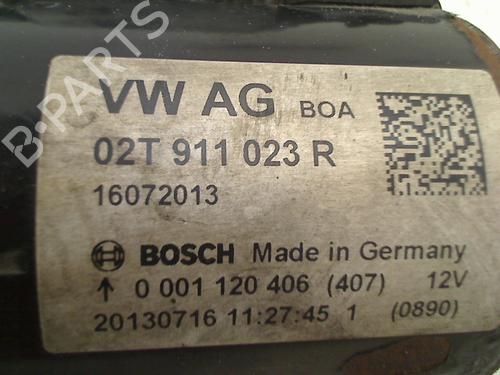 VW AG BOA
02T 911 023 R
16072013
BOSCH Made in Germany
↑ 0 001 120 406 (407) 12V
20130716 11:27:45 1 (0890)
B-PARTS